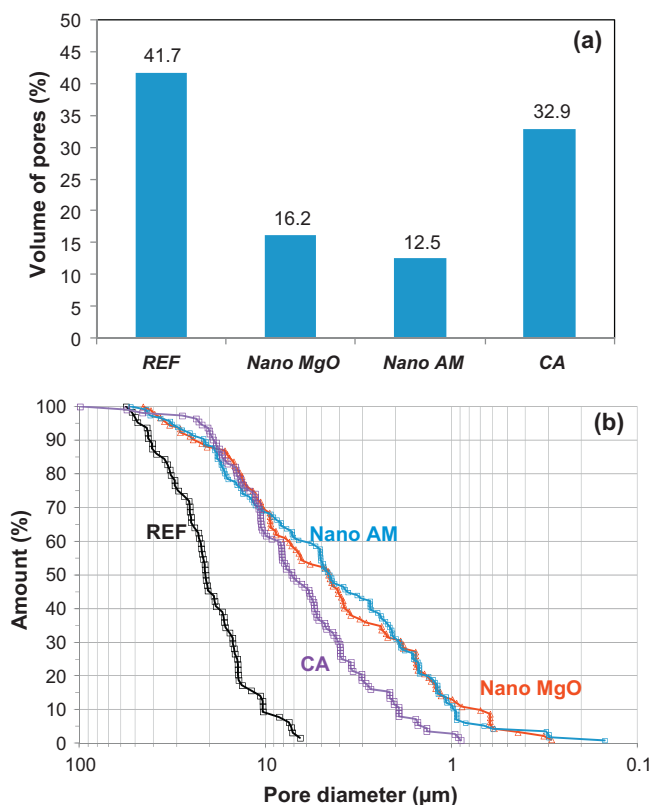 (a)
Volume of pores (%)
50
45
40
35
30
25
20
15
10
5
0
41.7
16.2
12.5
32.9
REF
Nano MgO
Nano AM
CA
(b)
Amount (%)
100
90
80
70
60
50
40
30
20
10
0
REF
Nano AM
CA
Nano MgO
100
10
1
0.1
Pore diameter (µm)